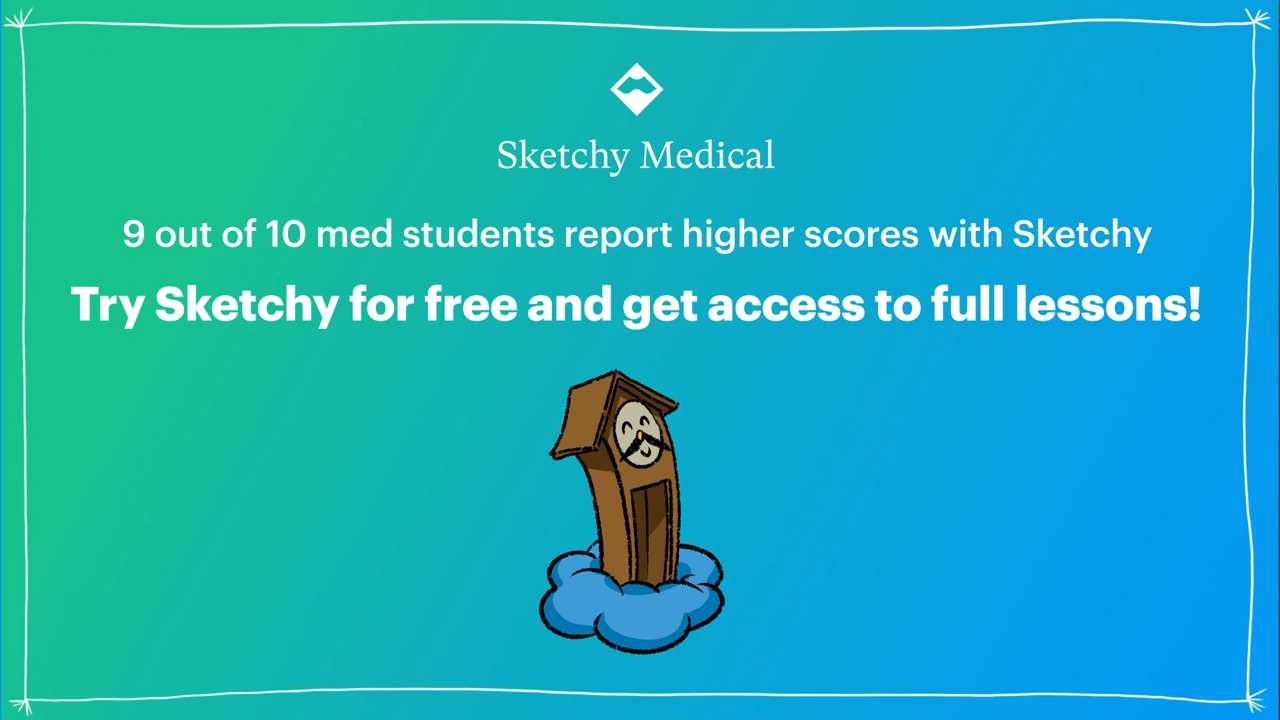 Sketchy Medical
9 out of 10 med students report higher scores with Sketchy
Try Sketchy for free and get access to full lessons!